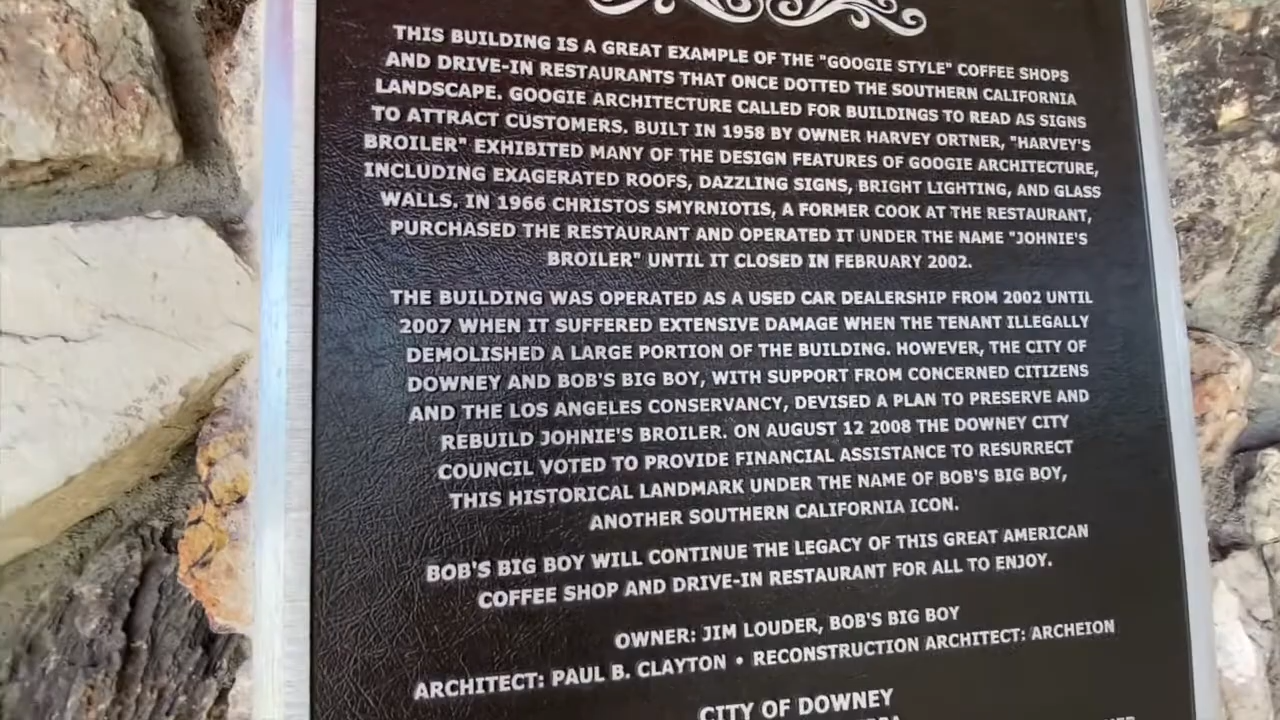 THIS BUILDING IS A GREAT EXAMPLE OF THE "GOOGIE STYLE" COFFEE SHOPS
AND DRIVE-IN RESTAURANTS THAT ONCE DOTTED THE SOUTHERN CALIFORNIA
LANDSCAPE. GOOGIE ARCHITECTURE CALLED FOR BUILDINGS TO READ AS SIGNS
TO ATTRACT CUSTOMERS. BUILT IN 1958 BY OWNER HARVEY ORTNER, "HARVEY'S
BROILER" EXHIBITED MANY OF THE DESIGN FEATURES OF GOOGIE ARCHITECTURE,
INCLUDING EXAGERATED ROOFS, DAZZLING SIGNS, BRIGHT LIGHTING, AND GLASS
WALLS. IN 1966 CHRISTOS SMYRNIOTIS, A FORMER COOK AT THE RESTAURANT,
PURCHASED THE RESTAURANT AND OPERATED IT UNDER THE NAME "JOHNIE'S
BROILER" UNTIL IT CLOSED IN FEBRUARY 2002.
THE BUILDING WAS OPERATED AS A USED CAR DEALERSHIP FROM 2002 UNTIL
2007 WHEN IT SUFFERED EXTENSIVE DAMAGE WHEN THE TENANT ILLEGALLY
DEMOLISHED A LARGE PORTION OF THE BUILDING. HOWEVER, THE CITY OF
DOWNEY AND BOB'S BIG BOY, WITH SUPPORT FROM CONCERNED CITIZENS
AND THE LOS ANGELES CONSERVANCY, DEVISED A PLAN TO PRESERVE AND
REBUILD JOHNIE'S BROILER. ON AUGUST 12 2008 THE DOWNEY CITY
COUNCIL VOTED TO PROVIDE FINANCIAL ASSISTANCE TO RESURRECT
THIS HISTORICAL LANDMARK UNDER THE NAME OF BOB'S BIG BOY,
ANOTHER SOUTHERN CALIFORNIA ICON.
BOB'S BIG BOY WILL CONTINUE THE LEGACY OF THIS GREAT AMERICAN
COFFEE SHOP AND DRIVE-IN RESTAURANT FOR ALL TO ENJOY.
OWNER: JIM LOUDER, BOB'S BIG BOY
ARCHITECT: PAUL B. CLAYTON • RECONSTRUCTION ARCHITECT: ARCHEION
CITY OF DOWNEY